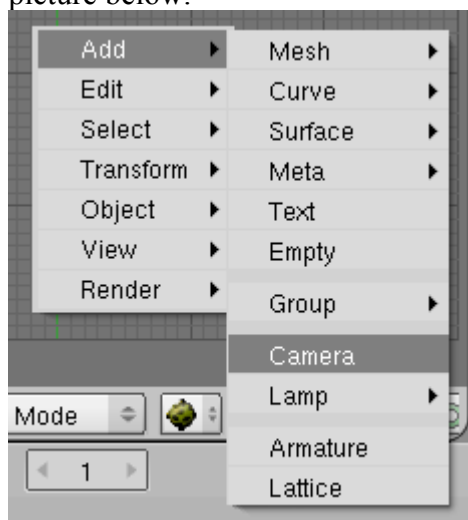 picture below.
Add
Edit
Select
Transform
Object
View
Render
Mesh
Curve
Surface
Meta
Text
Empty
Group
Camera
Lamp
Armature
Lattice
Mode
1